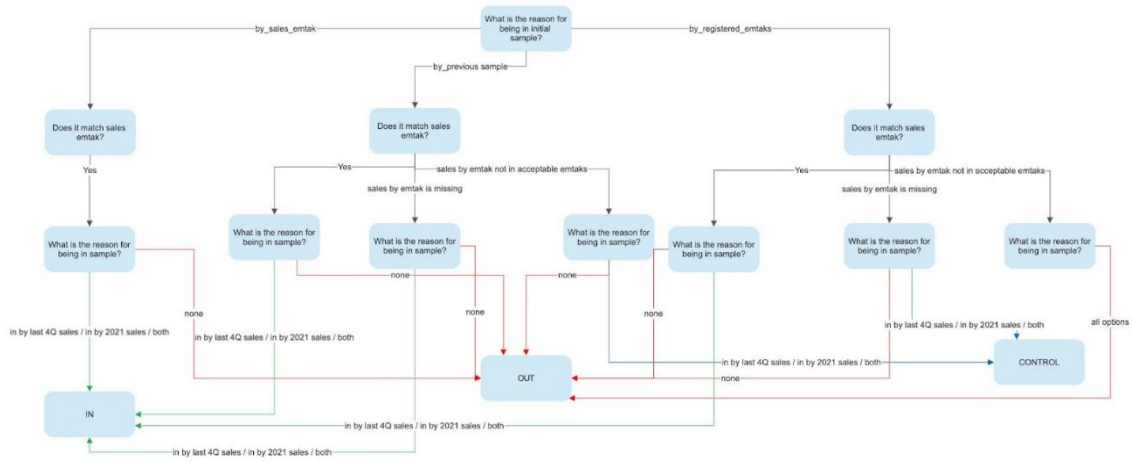 What is the reason for
being in initial
sample?
by_sales_emtak
by_registered_emtaks
by_previous sample
Does it match sales
emtak?
Does it match sales
emtak?
Does it match sales
emtak?
Yes
Yes
sales by emtak not in acceptable emtaks
sales by emtak is missing
Yes
sales by emtak not in acceptable emtaks
sales by emtak is missing
What is the reason for
being in sample?
What is the reason for
being in sample?
What is the reason for
being in sample?
What is the reason for
being in sample?
What is the reason for
being in sample?
What is the reason for
being in sample?
What is the reason for
being in sample?
none
none
none
none
in by last 4Q sales / in by 2021 sales / both
in by last 4Q sales / in by 2021 sales / both
in by last 4Q sales / in by 2021 sales / both
all options
in by last 4Q sales / in by 2021 sales / both
CONTROL
OUT
none
IN
in by last 4Q sales / in by 2021 sales / both
in by last 4Q sales / in by 2021 sales / both